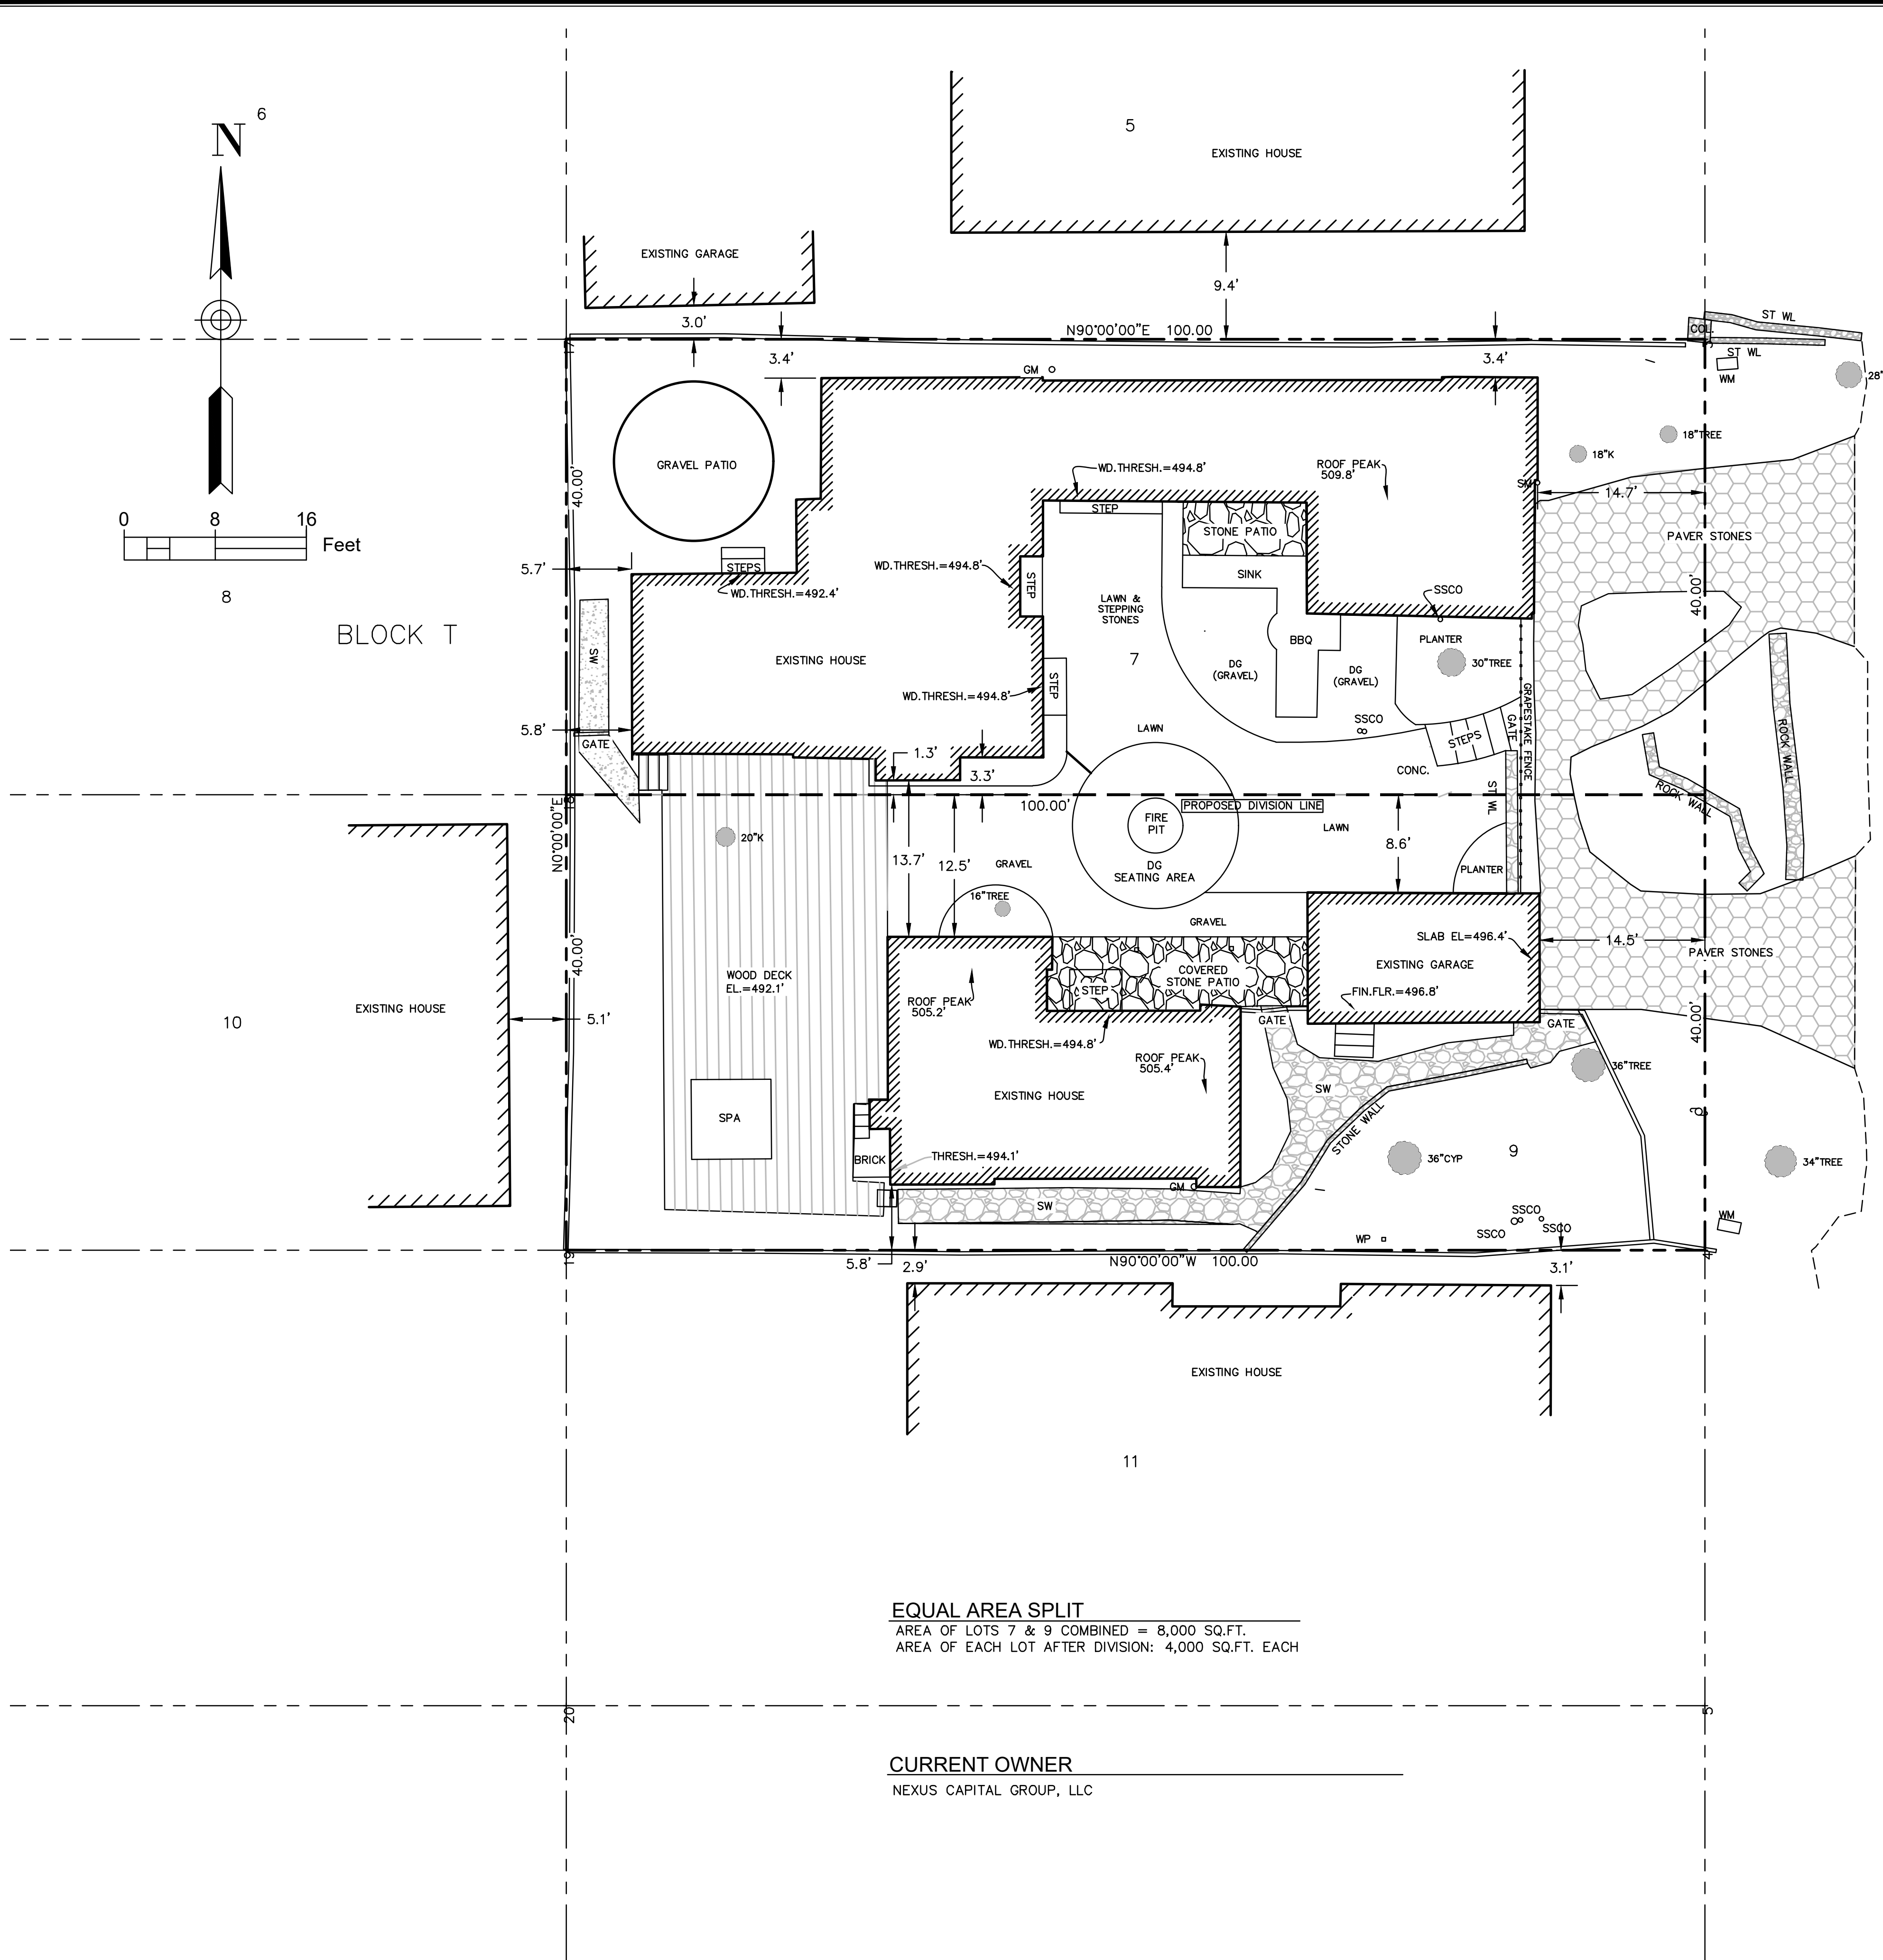 6
N
5
EXISTING HOUSE
EXISTING GARAGE
9.4'
3.0'
N90°00'00"E 100.00
ST WL
COL.
17
3
3.4'
3.4'
GM
ST WL
WM
28"
18"TREE
18"K
GRAVEL PATIO
40.00'
WD.THRESH.=494.8'
ROOF PEAK
509.8'
SM
14.7'
STEP
0 8 16
Feet
STONE PATIO
PAVER STONES
5.7'
STEPS
WD.THRESH.=492.4'
WD.THRESH.=494.8'
STEP
SINK
SSCO
8
LAWN &
STEPPING
STONES
40.00'
BLOCK T
SW
EXISTING HOUSE
7
BBQ
PLANTER
DG
(GRAVEL)
DG
(GRAVEL)
30"TREE
WD.THRESH.=494.8'
STEP
GRAPESTAKE FENCE
SSCO
GATE
5.8'
GATE
LAWN
STEPS
ROCK WALL
1.3'
3.3'
CONC.
ST WL
ROCK WALL
18
N0°00'00"E
100.00'
PROPOSED DIVISION LINE
FIRE
PIT
LAWN
20"K
13.7'
12.5'
GRAVEL
DG
SEATING AREA
8.6'
PLANTER
16"TREE
GRAVEL
40.00'
SLAB EL=496.4'
14.5'
PAVER STONES
EXISTING GARAGE
WOOD DECK
EL.=492.1'
COVERED
STONE PATIO
STEP
ROOF PEAK
505.2'
FIN.FLR.=496.8'
EXISTING HOUSE
10
5.1'
GATE
GATE
40.00'
WD.THRESH.=494.8'
ROOF PEAK
505.4'
36"TREE
EXISTING HOUSE
SW
SPA
STONE WALL
BRICK
THRESH.=494.1'
36"CYP
9
34"TREE
GM
SW
WM
SSCO
SSCO
SSCO
WP
19
4
5.8'
2.9'
N90°00'00"W 100.00
3.1'
EXISTING HOUSE
11
EQUAL AREA SPLIT
AREA OF LOTS 7 & 9 COMBINED = 8,000 SQ.FT.
AREA OF EACH LOT AFTER DIVISION: 4,000 SQ.FT. EACH
20
5
CURRENT OWNER
NEXUS CAPITAL GROUP, LLC